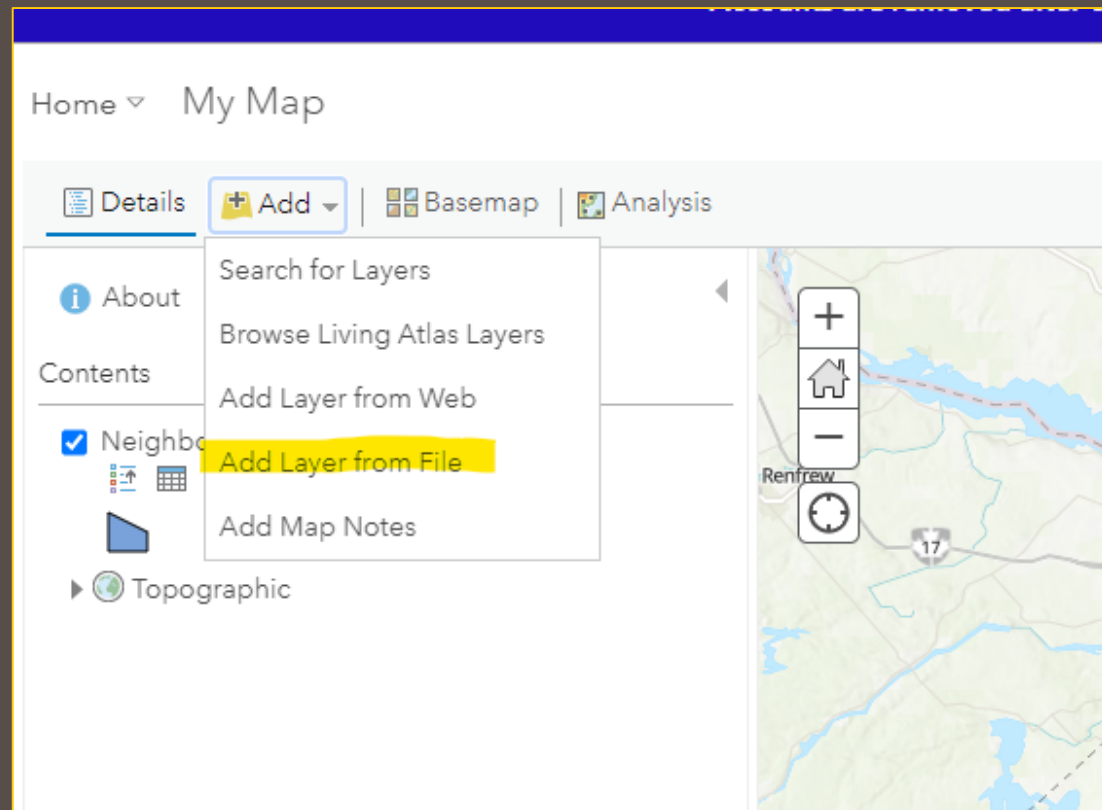 Home My Map
Details Add Basemap Analysis
Search for Layers
About
Browse Living Atlas Layers
Contents
Add Layer from Web
Neighbo
Add Layer from File
Renfrew
Add Map Notes
17
Topographic